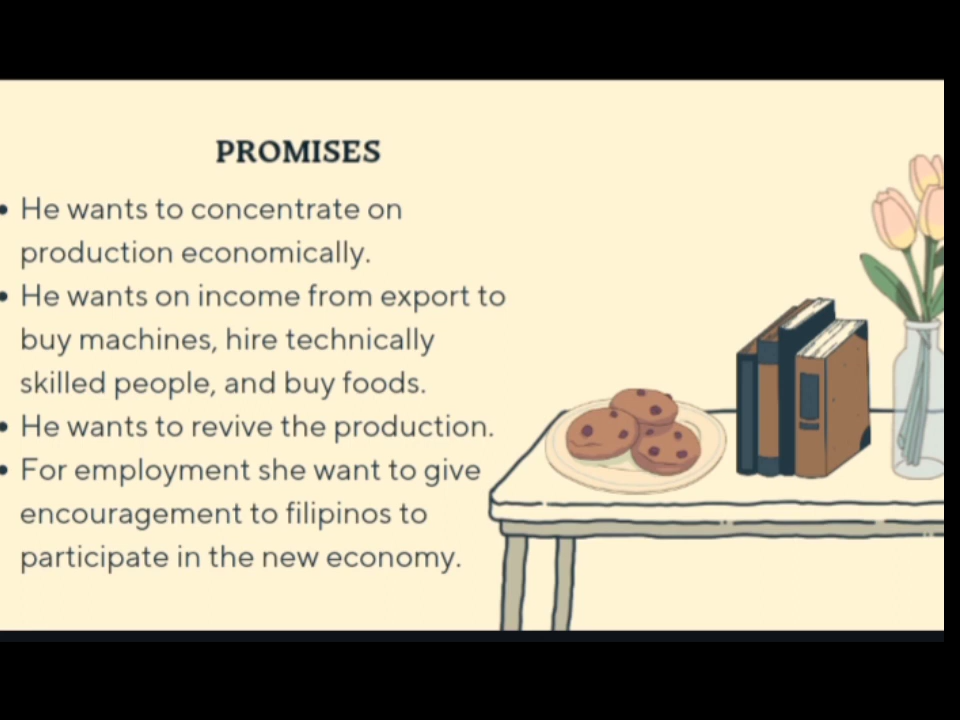 PROMISES
• He wants to concentrate on
production economically.
• He wants on income from export to
buy machines, hire technically
skilled people, and buy foods.
• He wants to revive the production.
• For employment she want to give
encouragement to filipinos to
participate in the new economy.